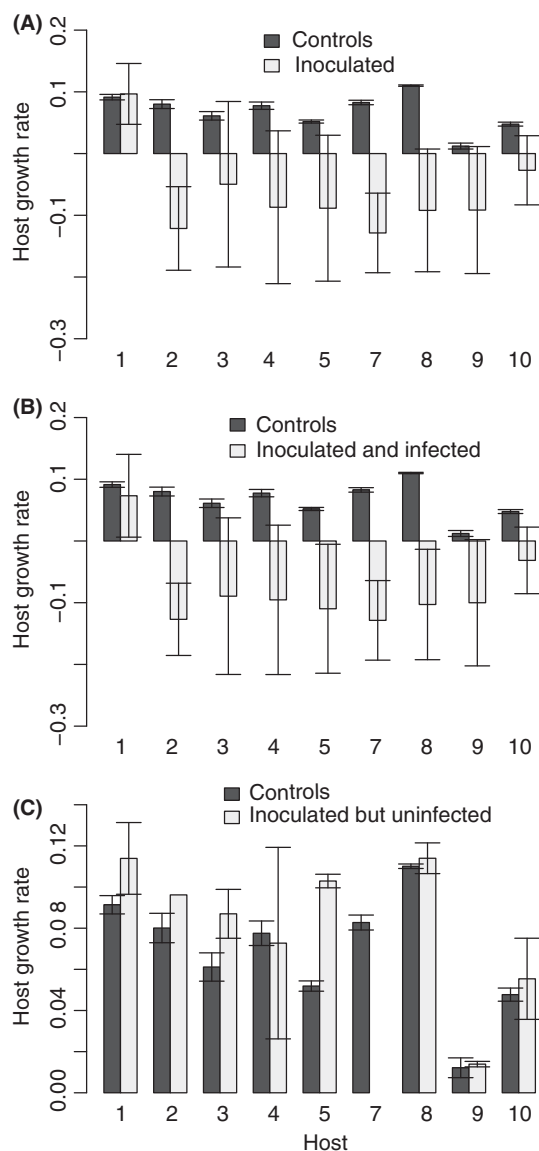 (A)
0.2
Controls
Inoculated
0.1
−0.1
−0.3
Host growth rate
1 2 3 4 5 7 8 9 10
(B)
0.2
Controls
Inoculated and infected
0.1
−0.1
−0.3
Host growth rate
1 2 3 4 5 7 8 9 10
(C)
Controls
Inoculated but uninfected
0.12
0.08
0.04
0.00
Host growth rate
1 2 3 4 5 7 8 9 10
Host